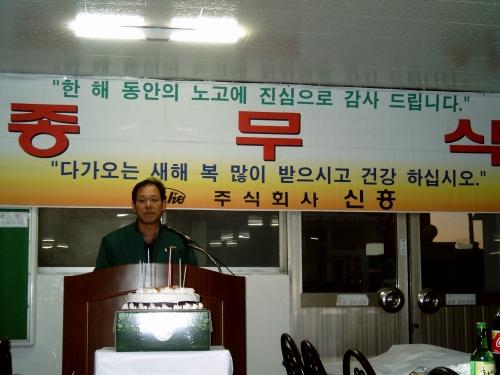 "한 해 동안의 노고에 진심으로 감사 드립니다."
종 무 식
"다가오는 새해 복 많이 받으시고 건강 하십시오."
주식회사 신흥